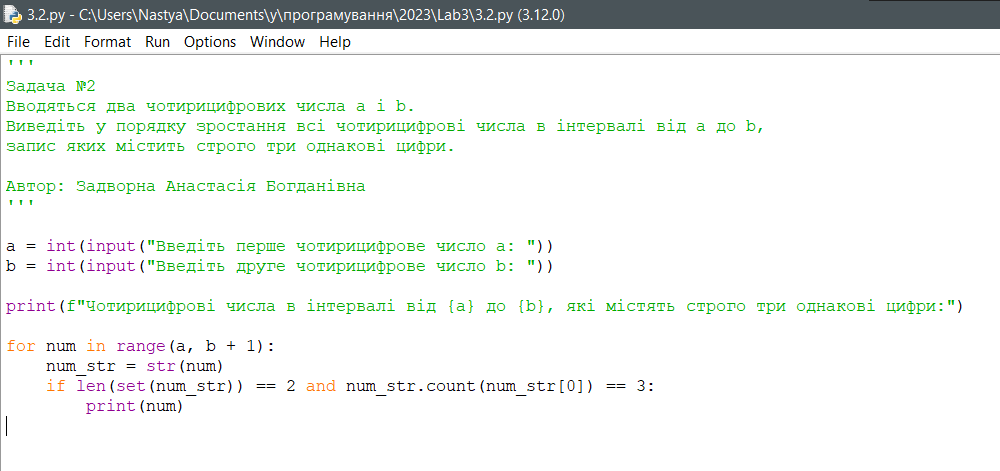 3.2.py - C:\Users\Nastya\Documents\у\програмування\2023\Lab3\3.2.py (3.12.0)
File Edit Format Run Options Window Help
'''
Задача №2
Вводяться два чотирицифрових числа a і b.
Виведіть у порядку зростання всі чотирицифрові числа в інтервалі від a до b,
запис яких містить строго три однакові цифри.
Автор: Задворна Анастасія Богданівна
'''
a = int(input("Введіть перше чотирицифрове число a: "))
b = int(input("Введіть друге чотирицифрове число b: "))
print(f"Чотирицифрові числа в інтервалі від {a} до {b}, які містять строго три однакові цифри:")
for num in range(a, b + 1):
    num_str = str(num)
    if len(set(num_str)) == 2 and num_str.count(num_str[0]) == 3:
        print(num)